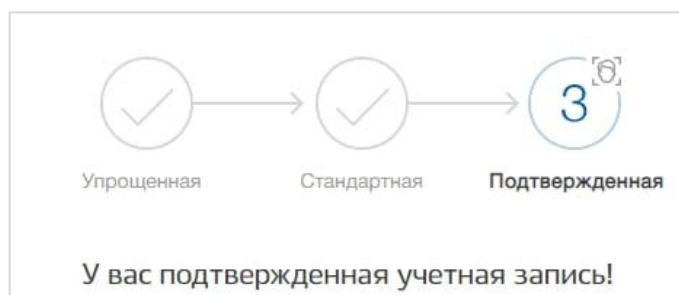 3
Упрощенная Стандартная Подтвержденная
У вас подтвержденная учетная запись!